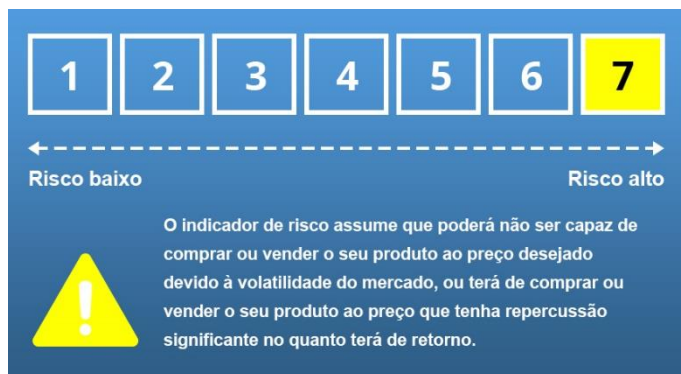 1 2 3 4 5 6 7
Risco baixo Risco alto
O indicador de risco assume que poderá não ser capaz de
comprar ou vender o seu produto ao preço desejado
devido à volatilidade do mercado, ou terá de comprar ou
vender o seu produto ao preço que tenha repercussão
significante no quanto terá de retorno.